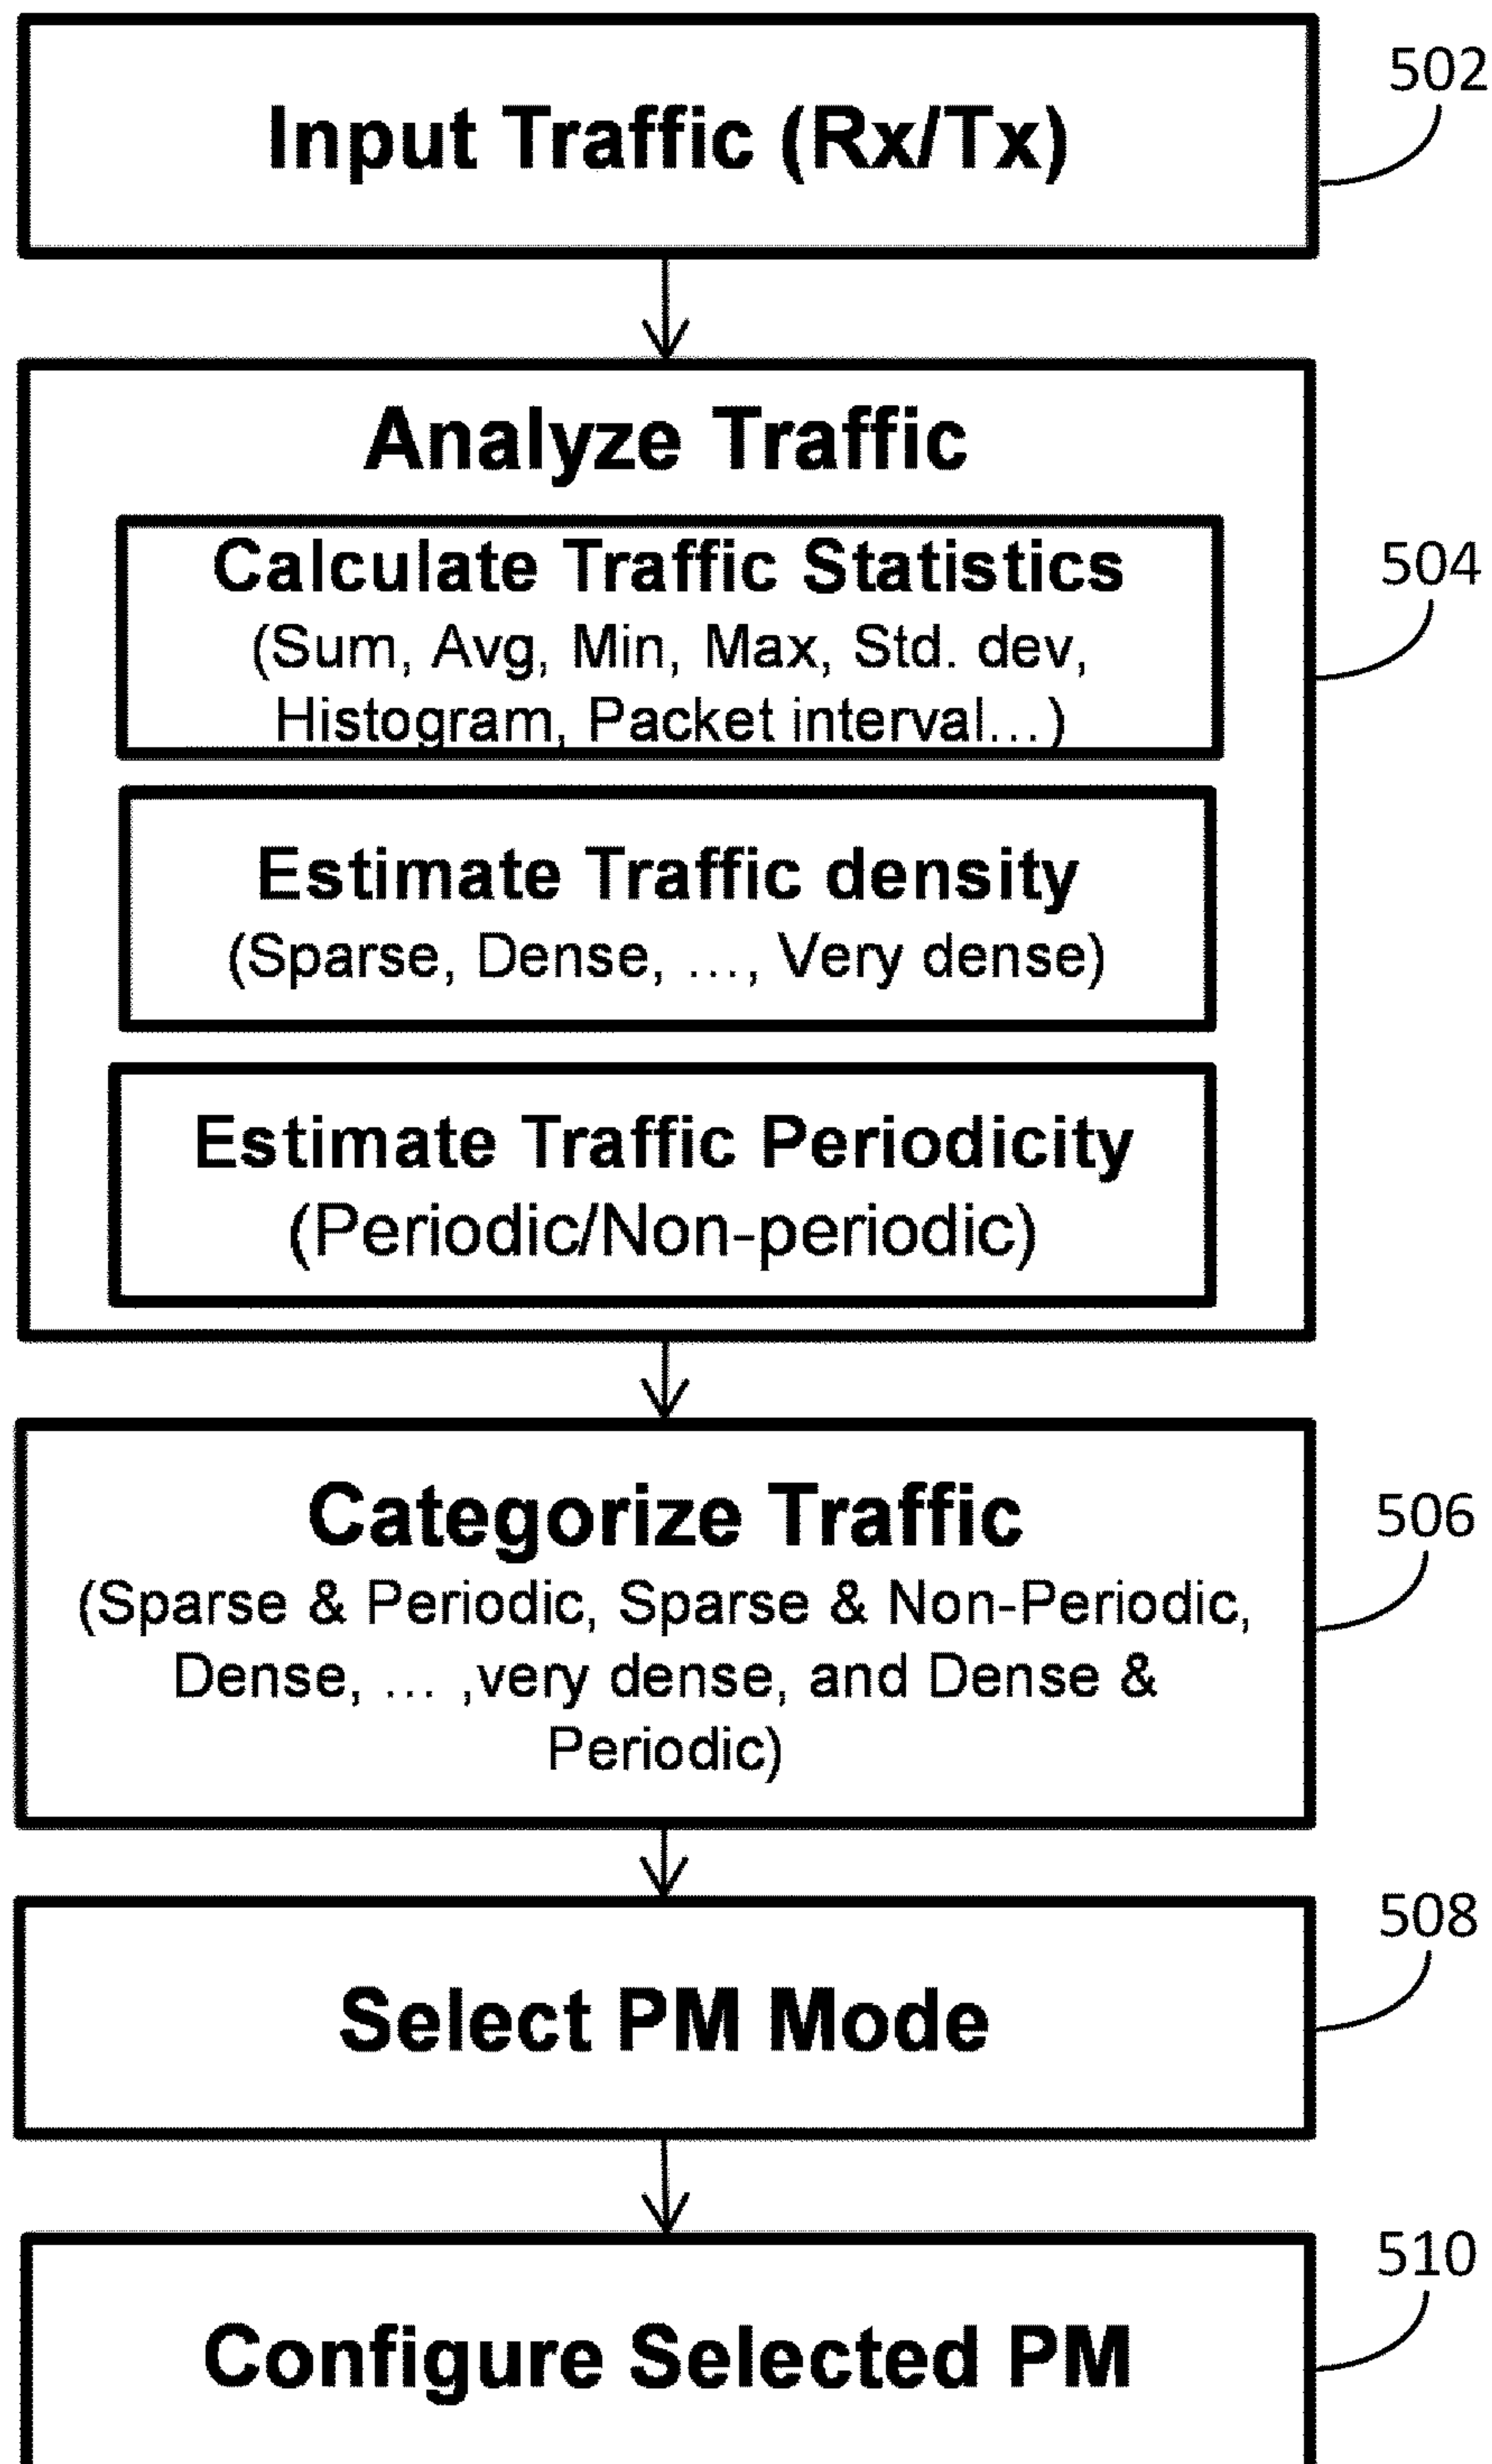 Input Traffic (Rx/Tx)
502
Analyze Traffic
Calculate Traffic Statistics
(Sum, Avg, Min, Max, Std. dev,
Histogram, Packet interval...)
504
Estimate Traffic density
(Sparse, Dense, ..., Very dense)
Estimate Traffic Periodicity
(Periodic/Non-periodic)
Categorize Traffic
506
(Sparse & Periodic, Sparse & Non-Periodic,
Dense, ... ,very dense, and Dense &
Periodic)
508
Select PM Mode
510
Configure Selected PM